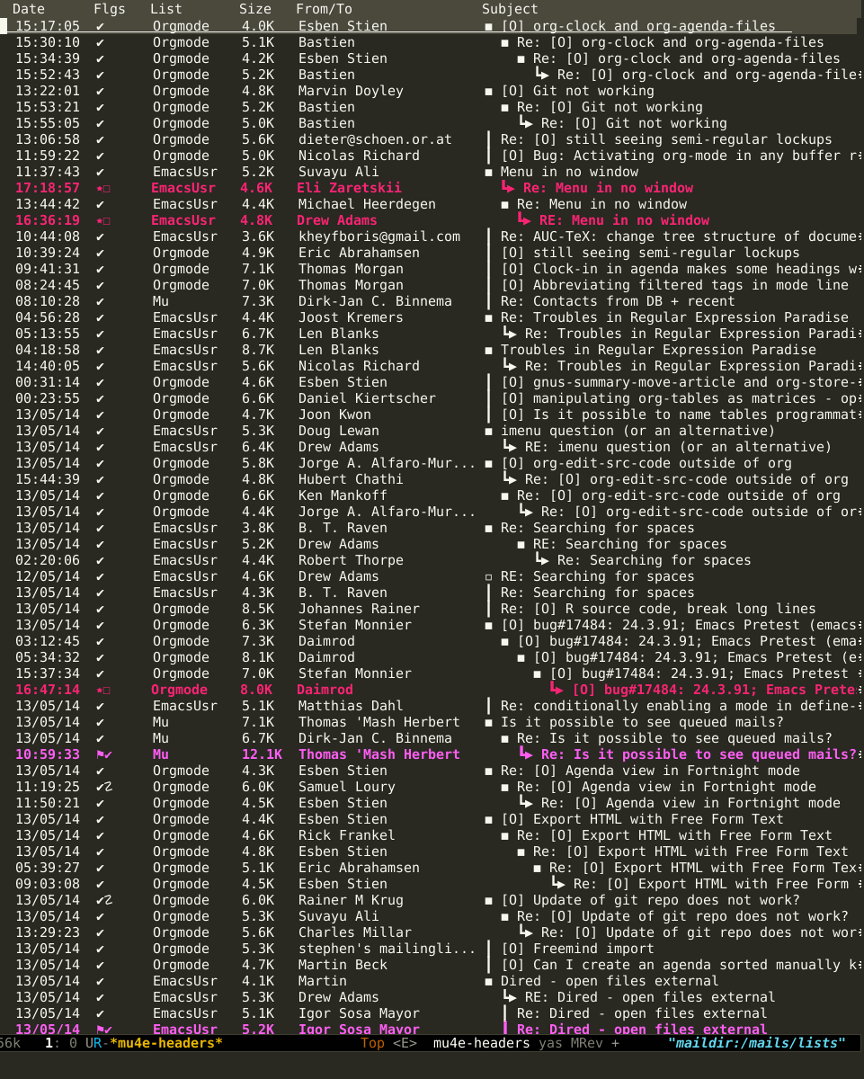 Date Flgs List Size From/To Subject
15:17:05 ✔ Orgmode 4.0K Esben Stien ■ [O] org-clock and org-agenda-files
15:30:10 ✔ Orgmode 5.1K Bastien ■ Re: [O] org-clock and org-agenda-files
15:34:39 ✔ Orgmode 4.2K Esben Stien ■ Re: [O] org-clock and org-agenda-files
15:52:43 ✔ Orgmode 5.2K Bastien ┗▶ Re: [O] org-clock and org-agenda-file
13:22:01 ✔ Orgmode 4.8K Marvin Doyley ■ [O] Git not working
15:53:21 ✔ Orgmode 5.2K Bastien ■ Re: [O] Git not working
15:55:05 ✔ Orgmode 5.0K Bastien ┗▶ Re: [O] Git not working
13:06:58 ✔ Orgmode 5.6K dieter@schoen.or.at ┃ Re: [O] still seeing semi-regular lockups
11:59:22 ✔ Orgmode 5.0K Nicolas Richard ┃ [O] Bug: Activating org-mode in any buffer r
11:37:43 ✔ EmacsUsr 5.2K Suvayu Ali ■ Menu in no window
17:18:57 ★□ EmacsUsr 4.6K Eli Zaretskii ┗▶ Re: Menu in no window
13:44:42 ✔ EmacsUsr 4.4K Michael Heerdegen ■ Re: Menu in no window
16:36:19 ★□ EmacsUsr 4.8K Drew Adams ┗▶ RE: Menu in no window
10:44:08 ✔ EmacsUsr 3.6K kheyfboris@gmail.com ┃ Re: AUC-TeX: change tree structure of docume
10:39:24 ✔ Orgmode 4.9K Eric Abrahamsen ┃ [O] still seeing semi-regular lockups
09:41:31 ✔ Orgmode 7.1K Thomas Morgan ┃ [O] Clock-in in agenda makes some headings w
08:24:45 ✔ Orgmode 7.0K Thomas Morgan ┃ [O] Abbreviating filtered tags in mode line
08:10:28 ✔ Mu 7.3K Dirk-Jan C. Binnema ┃ Re: Contacts from DB + recent
04:56:28 ✔ EmacsUsr 4.4K Joost Kremers ■ Re: Troubles in Regular Expression Paradise
05:13:55 ✔ EmacsUsr 6.7K Len Blanks ┗▶ Re: Troubles in Regular Expression Paradi
04:18:58 ✔ EmacsUsr 8.7K Len Blanks ■ Troubles in Regular Expression Paradise
14:40:05 ✔ EmacsUsr 5.6K Nicolas Richard ┗▶ Re: Troubles in Regular Expression Paradi
00:31:14 ✔ Orgmode 4.6K Esben Stien ┃ [O] gnus-summary-move-article and org-store-
00:23:55 ✔ Orgmode 6.6K Daniel Kiertscher ┃ [O] manipulating org-tables as matrices - op
13/05/14 ✔ Orgmode 4.7K Joon Kwon ┃ [O] Is it possible to name tables programmat
13/05/14 ✔ EmacsUsr 5.3K Doug Lewan ■ imenu question (or an alternative)
13/05/14 ✔ EmacsUsr 6.4K Drew Adams ┗▶ RE: imenu question (or an alternative)
13/05/14 ✔ Orgmode 5.8K Jorge A. Alfaro-Mur... ■ [O] org-edit-src-code outside of org
15:44:39 ✔ Orgmode 4.8K Hubert Chathi ┗▶ Re: [O] org-edit-src-code outside of org
13/05/14 ✔ Orgmode 6.6K Ken Mankoff ■ Re: [O] org-edit-src-code outside of org
13/05/14 ✔ Orgmode 4.4K Jorge A. Alfaro-Mur... ┗▶ Re: [O] org-edit-src-code outside of or
13/05/14 ✔ EmacsUsr 3.8K B. T. Raven ■ Re: Searching for spaces
13/05/14 ✔ EmacsUsr 5.2K Drew Adams ■ RE: Searching for spaces
02:20:06 ✔ EmacsUsr 4.4K Robert Thorpe ┗▶ Re: Searching for spaces
12/05/14 ✔ EmacsUsr 4.6K Drew Adams □ RE: Searching for spaces
13/05/14 ✔ EmacsUsr 4.3K B. T. Raven ┃ Re: Searching for spaces
13/05/14 ✔ Orgmode 8.5K Johannes Rainer ┃ Re: [O] R source code, break long lines
13/05/14 ✔ Orgmode 6.3K Stefan Monnier ■ [O] bug#17484: 24.3.91; Emacs Pretest (emacs
03:12:45 ✔ Orgmode 7.3K Daimrod ■ [O] bug#17484: 24.3.91; Emacs Pretest (emacs
05:34:32 ✔ Orgmode 8.1K Daimrod ■ [O] bug#17484: 24.3.91; Emacs Pretest (e
15:37:34 ✔ Orgmode 7.0K Stefan Monnier ■ [O] bug#17484: 24.3.91; Emacs Pretest
16:47:14 ★□ Orgmode 8.0K Daimrod ┗▶ [O] bug#17484: 24.3.91; Emacs Prete
13/05/14 ✔ EmacsUsr 5.1K Matthias Dahl ┃ Re: conditionally enabling a mode in define-
13/05/14 ✔ Mu 7.1K Thomas 'Mash Herbert ■ Is it possible to see queued mails?
13/05/14 ✔ Mu 6.7K Dirk-Jan C. Binnema ■ Re: Is it possible to see queued mails?
10:59:33 ⚑✔ Mu 12.1K Thomas 'Mash Herbert ┗▶ Re: Is it possible to see queued mails?
13/05/14 ✔ Orgmode 4.3K Esben Stien ■ Re: [O] Agenda view in Fortnight mode
11:19:25 ✔☡ Orgmode 6.0K Samuel Loury ■ Re: [O] Agenda view in Fortnight mode
11:50:21 ✔ Orgmode 4.5K Esben Stien ┗▶ Re: [O] Agenda view in Fortnight mode
13/05/14 ✔ Orgmode 4.4K Esben Stien ■ [O] Export HTML with Free Form Text
13/05/14 ✔ Orgmode 4.6K Rick Frankel ■ Re: [O] Export HTML with Free Form Text
13/05/14 ✔ Orgmode 4.8K Esben Stien ■ Re: [O] Export HTML with Free Form Text
05:39:27 ✔ Orgmode 5.1K Eric Abrahamsen ■ Re: [O] Export HTML with Free Form Tex
09:03:08 ✔ Orgmode 4.5K Esben Stien ┗▶ Re: [O] Export HTML with Free Form
13/05/14 ✔☡ Orgmode 6.0K Rainer M Krug ■ [O] Update of git repo does not work?
13/05/14 ✔ Orgmode 5.3K Suvayu Ali ■ Re: [O] Update of git repo does not work?
13:29:23 ✔ Orgmode 5.6K Charles Millar ┗▶ Re: [O] Update of git repo does not wor
13/05/14 ✔ Orgmode 5.3K stephen's mailingli... ┃ [O] Freemind import
13/05/14 ✔ Orgmode 4.7K Martin Beck ┃ [O] Can I create an agenda sorted manually k
13/05/14 ✔ EmacsUsr 4.1K Martin ■ Dired - open files external
13/05/14 ✔ EmacsUsr 5.3K Drew Adams ┗▶ RE: Dired - open files external
13/05/14 ✔ EmacsUsr 5.1K Igor Sosa Mayor ┃ Re: Dired - open files external
13/05/14 ⚑✔ EmacsUsr 5.2K Igor Sosa Mayor ┃ Re: Dired - open files external
56k 1: 0 UR-*mu4e-headers* Top <E> mu4e-headers yas MRev + "maildir:/mails/lists"